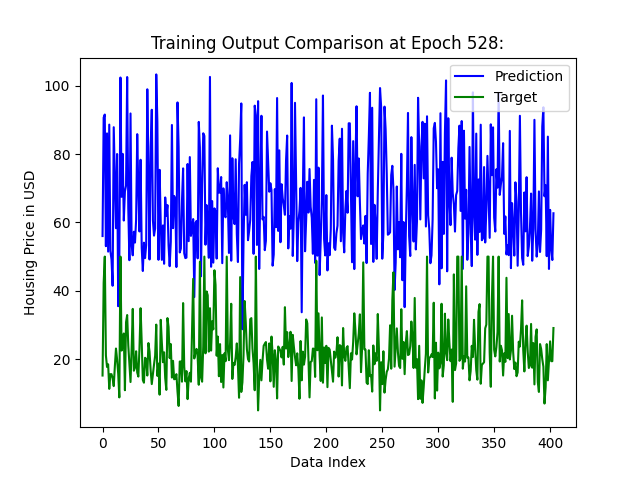 Training Output Comparison at Epoch 528:
Prediction
Target
Housing Price in USD
100
80
60
40
20
0 50 100 150 200 250 300 350 400
Data Index